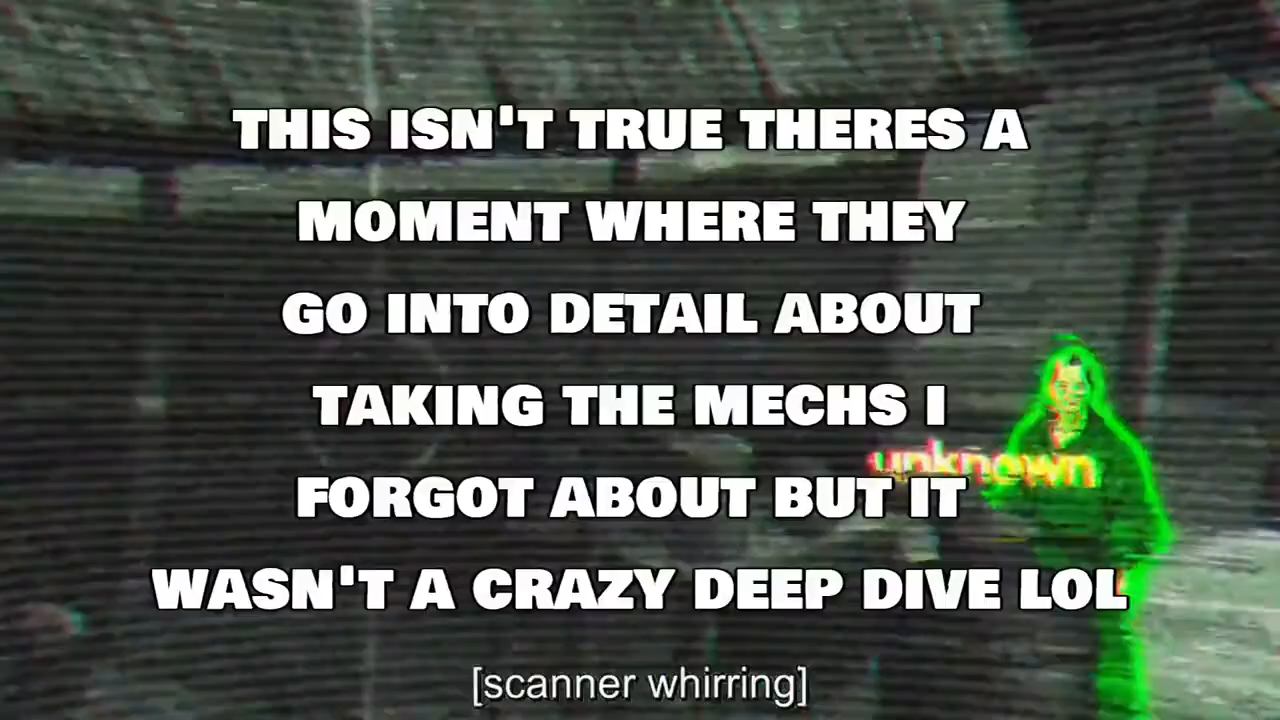 THIS ISN'T TRUE THERES A
MOMENT WHERE THEY
GO INTO DETAIL ABOUT
TAKING THE MECHS I
unknown
FORGOT ABOUT BUT IT
WASN'T A CRAZY DEEP DIVE LOL
[scanner whirring]